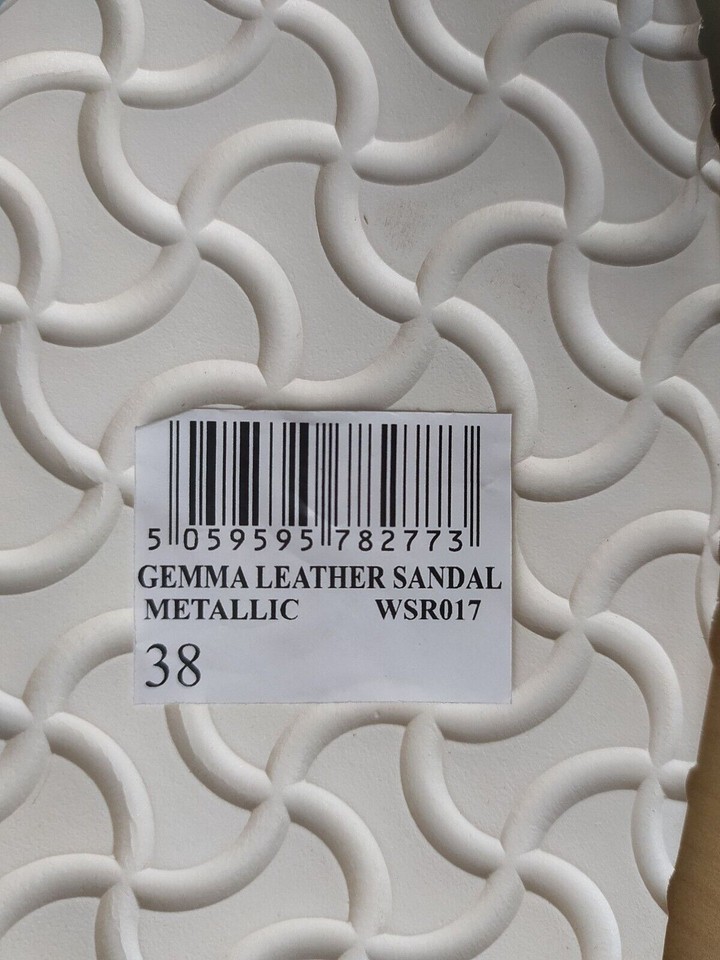 5 059595 782773
GEMMA LEATHER SANDAL
METALLIC WSR017
38